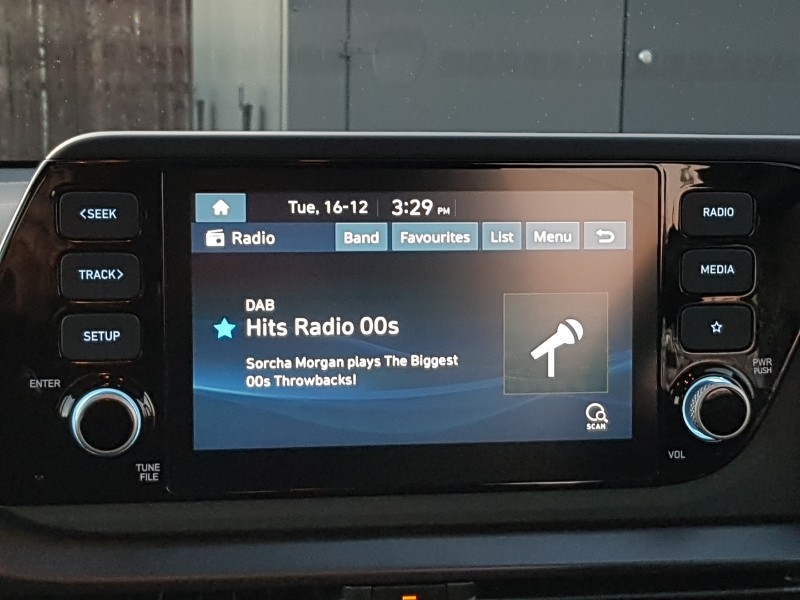 <SEEK
TRACK>
SETUP
ENTER
TUNE
FILE
Tue, 16-12 3:29 PM
Radio Band Favourites List Menu
DAB
Hits Radio 00s
Sorcha Morgan plays The Biggest
00s Throwbacks!
SCAN
RADIO
MEDIA
PWR
PUSH
VOL